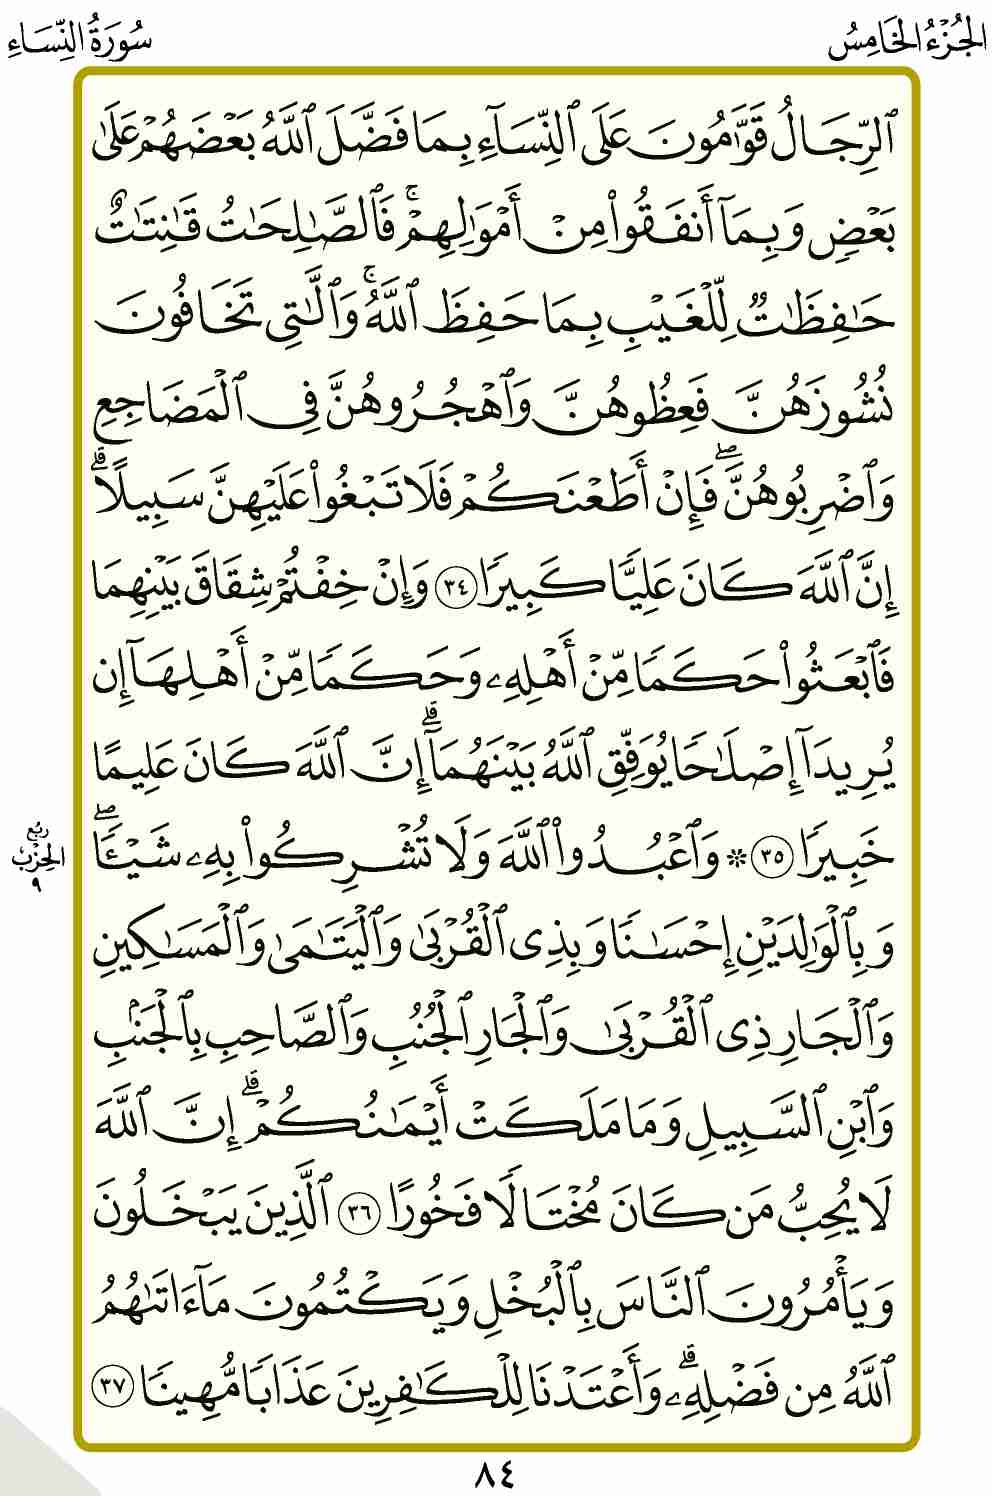 الجُزْءُ الخَامِسُ
سُورَةُ النِّسَاءِ
ٱلرِّجَالُ قَوَّٰمُونَ عَلَى ٱلنِّسَآءِ بِمَا فَضَّلَ ٱللَّهُ بَعۡضَهُمۡ عَلَىٰ
بَعۡضٖ وَبِمَآ أَنفَقُواْ مِنۡ أَمۡوَٰلِهِمۡۚ فَٱلصَّٰلِحَٰتُ قَٰنِتَٰتٌ
حَٰفِظَٰتٞ لِّلۡغَيۡبِ بِمَا حَفِظَ ٱللَّهُۚ وَٱلَّٰتِي تَخَافُونَ
نُشُوزَهُنَّ فَعِظُوهُنَّ وَٱهۡجُرُوهُنَّ فِي ٱلۡمَضَاجِعِ
وَٱضۡرِبُوهُنَّۖ فَإِنۡ أَطَعۡنَكُمۡ فَلَا تَبۡغُواْ عَلَيۡهِنَّ سَبِيلًاۗ
إِنَّ ٱللَّهَ كَانَ عَلِيّٗا كَبِيرٗا ٣٤ وَإِنۡ خِفۡتُمۡ شِقَاقَ بَيۡنِهِمَا
فَٱبۡعَثُواْ حَكَمٗا مِّنۡ أَهۡلِهِۦ وَحَكَمٗا مِّنۡ أَهۡلِهَآ إِن
يُرِيدَآ إِصۡلَٰحٗا يُوَفِّقِ ٱللَّهُ بَيۡنَهُمَآۗ إِنَّ ٱللَّهَ كَانَ عَلِيمًا
خَبِيرٗا ٣٥ ۞ وَٱعۡبُدُواْ ٱللَّهَ وَلَا تُشۡرِكُواْ بِهِۦ شَيۡـٔٗاۖ
رُبْعُ
الحِزْبِ
٩
وَبِٱلۡوَٰلِدَيۡنِ إِحۡسَٰنٗا وَبِذِي ٱلۡقُرۡبَىٰ وَٱلۡيَتَٰمَىٰ وَٱلۡمَسَٰكِينِ
وَٱلۡجَارِ ذِي ٱلۡقُرۡبَىٰ وَٱلۡجَارِ ٱلۡجُنُبِ وَٱلصَّاحِبِ بِٱلۡجَنۢبِ
وَٱبۡنِ ٱلسَّبِيلِ وَمَا مَلَكَتۡ أَيۡمَٰنُكُمۡۗ إِنَّ ٱللَّهَ
لَا يُحِبُّ مَن كَانَ مُخۡتَالٗا فَخُورًا ٣٦ ٱلَّذِينَ يَبۡخَلُونَ
وَيَأۡمُرُونَ ٱلنَّاسَ بِٱلۡبُخۡلِ وَيَكۡتُمُونَ مَآ ءَاتَىٰهُمُ
ٱللَّهُ مِن فَضۡلِهِۦۗ وَأَعۡتَدۡنَا لِلۡكَٰفِرِينَ عَذَابٗا مُّهِينٗا ٣٧
٨٤